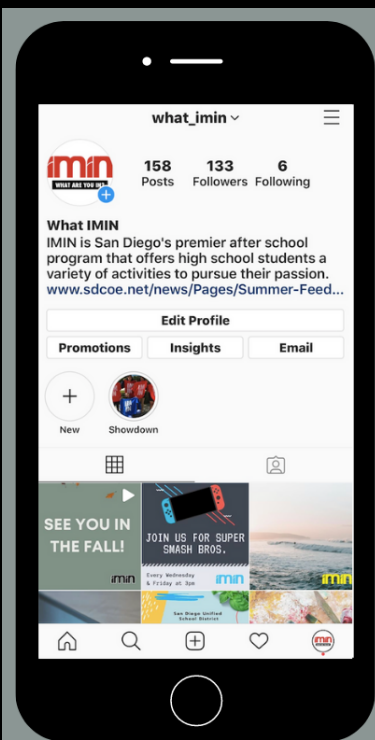 what_imin
imin
WHAT ARE YOU IN?
158 133 6
Posts Followers Following
What IMIN
IMIN is San Diego's premier after school
program that offers high school students a
variety of activities to pursue their passion.
www.sdcoe.net/news/Pages/Summer-Feed...
Edit Profile
Promotions Insights Email
New Showdown
SEE YOU IN
THE FALL!
imin
JOIN US FOR SUPER
SMASH BROS.
Every Wednesday
& Friday at 3pm
imin
imin
San Diego Unified
School District
imin